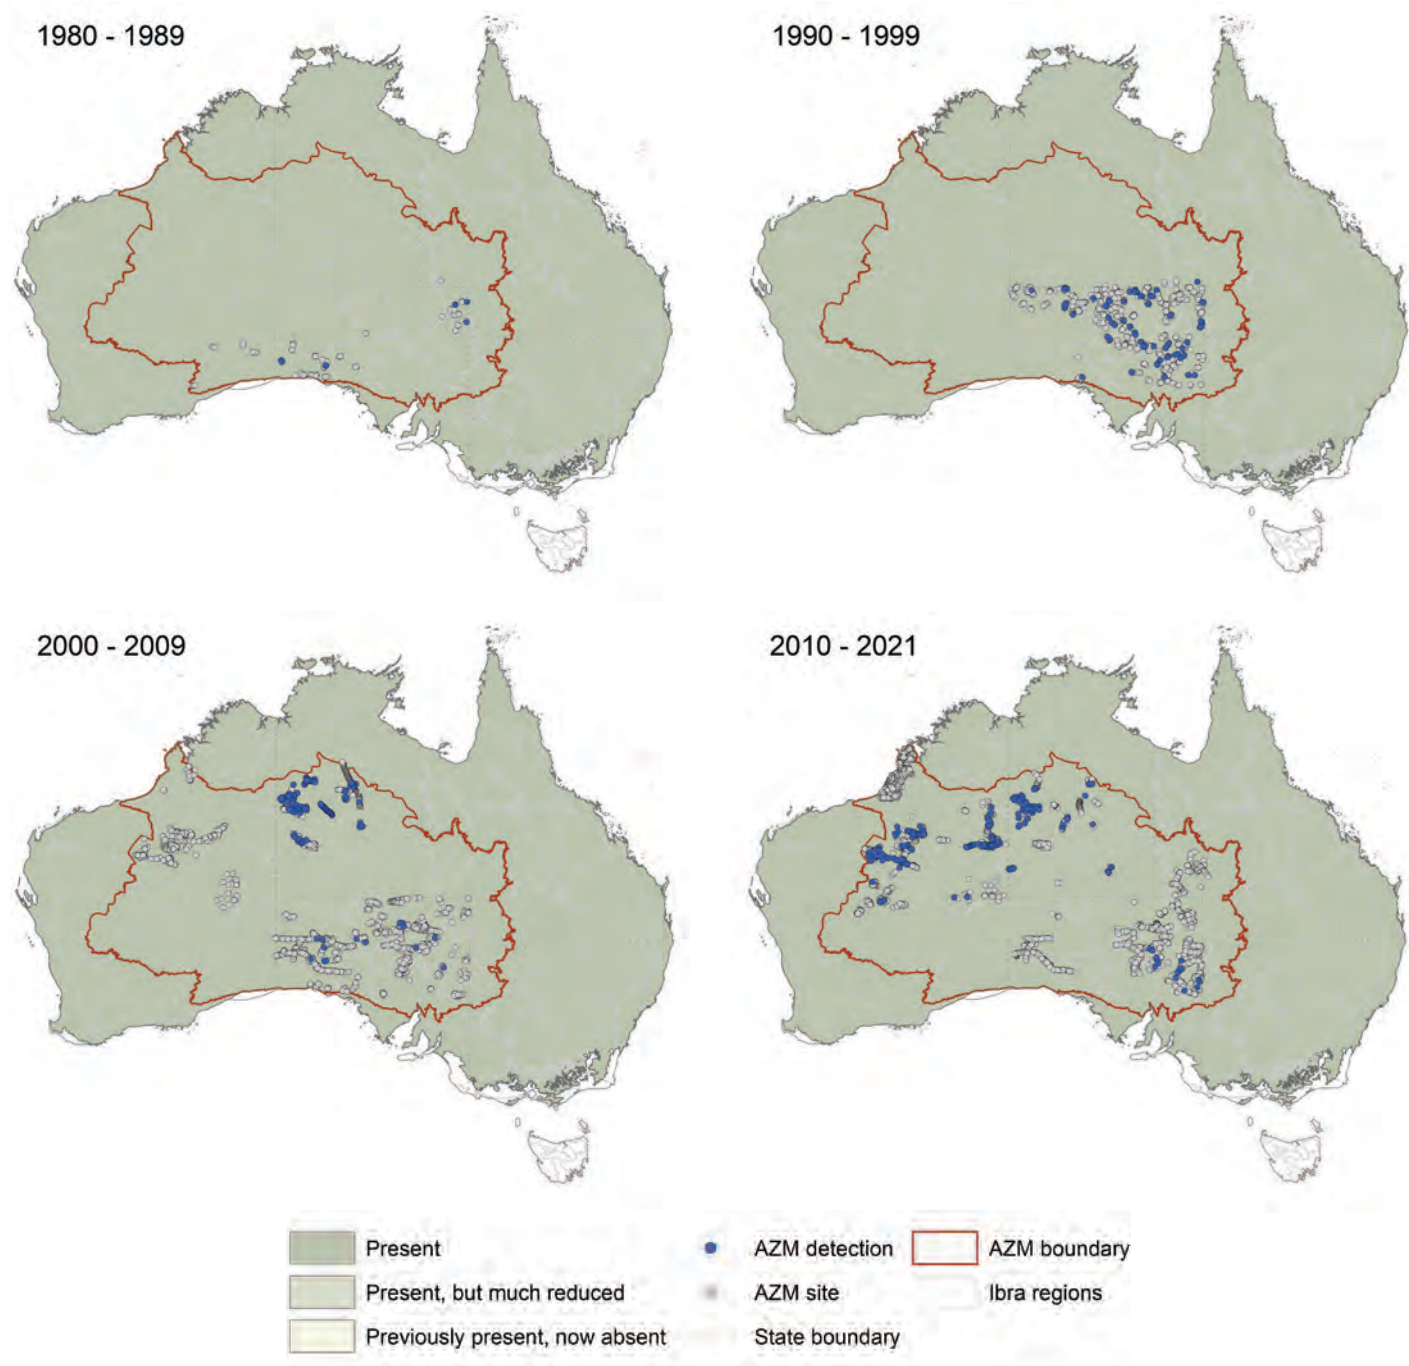 1980 - 1989
1990 - 1999
2000 - 2009
2010 - 2021
Present
AZM detection
AZM boundary
Present, but much reduced
AZM site
Ibra regions
Previously present, now absent
State boundary